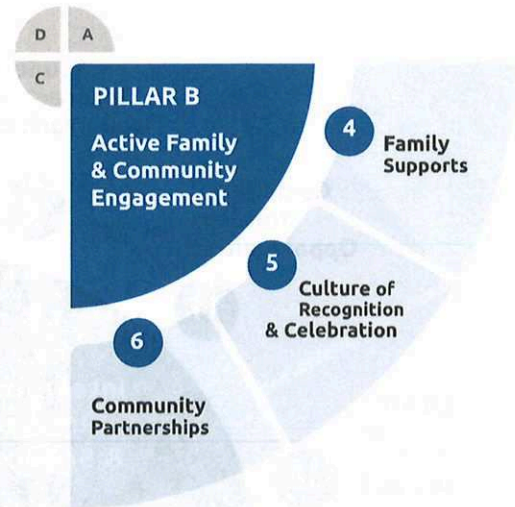 D A
C
PILLAR B
Active Family
& Community
Engagement
4
Family
Supports
5
Culture of
Recognition
& Celebration
6
Community
Partnerships